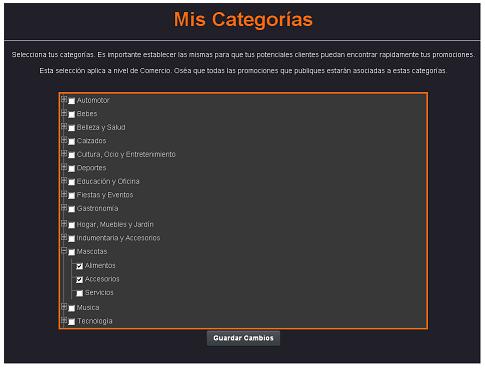 Mis Categorías
Selecciona tus categorías. Es importante establecer las mismas para que tus potenciales clientes puedan encontrar rapidamente tus promociones.
Esta selección aplica a nivel de Comercio. Oséa que todas las promociones que publiques estarán asociadas a estas categorías.
Automotor
Bebes
Belleza y Salud
Calzados
Cultura, Ocio y Entretenimiento
Deportes
Educación y Oficina
Fiestas y Eventos
Gastronomía
Hogar, Muebles y Jardín
Indumentaria y Accesorios
Mascotas
Alimentos
Accesorios
Servicios
Musica
Tecnología
Guardar Cambios